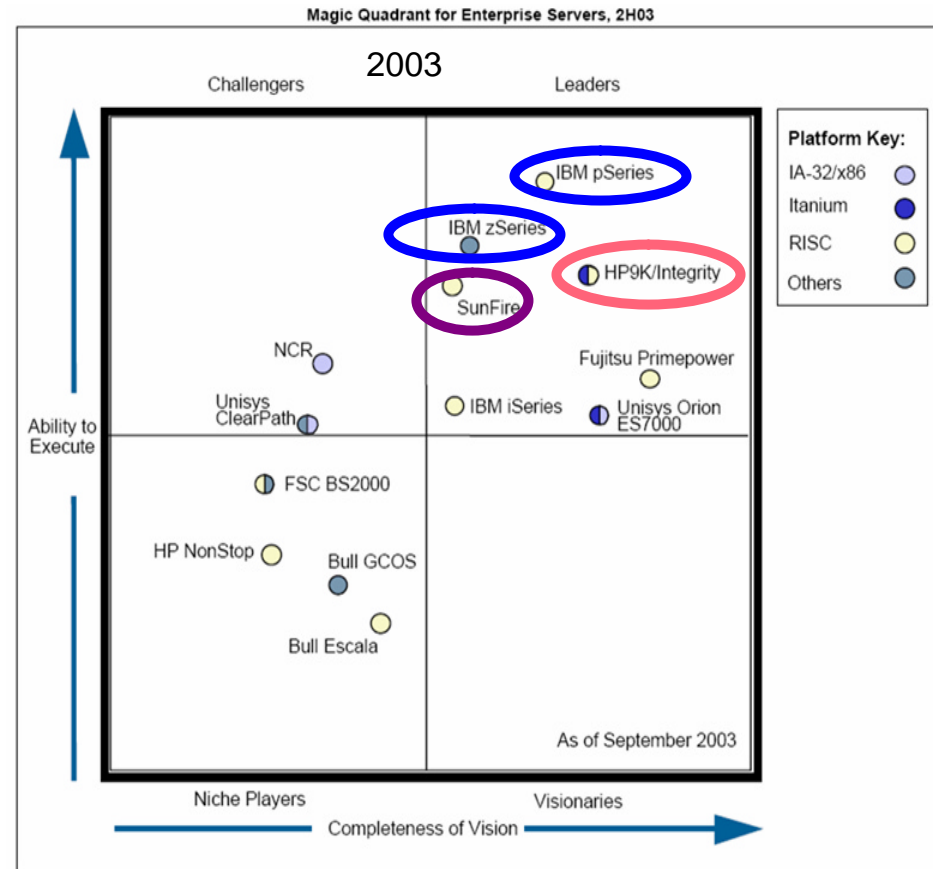 Magic Quadrant for Enterprise Servers, 2H03
2003
Challengers
Leaders
Platform Key:
IA-32/x86
Itanium
RISC
Others
IBM pSeries
IBM zSeries
HP9K/Integrity
SunFire
NCR
Fujitsu Primepower
Unisys
ClearPath
IBM iSeries
Unisys Orion
ES7000
Ability to
Execute
FSC BS2000
HP NonStop
Bull GCOS
Bull Escala
As of September 2003
Niche Players
Visionaries
Completeness of Vision